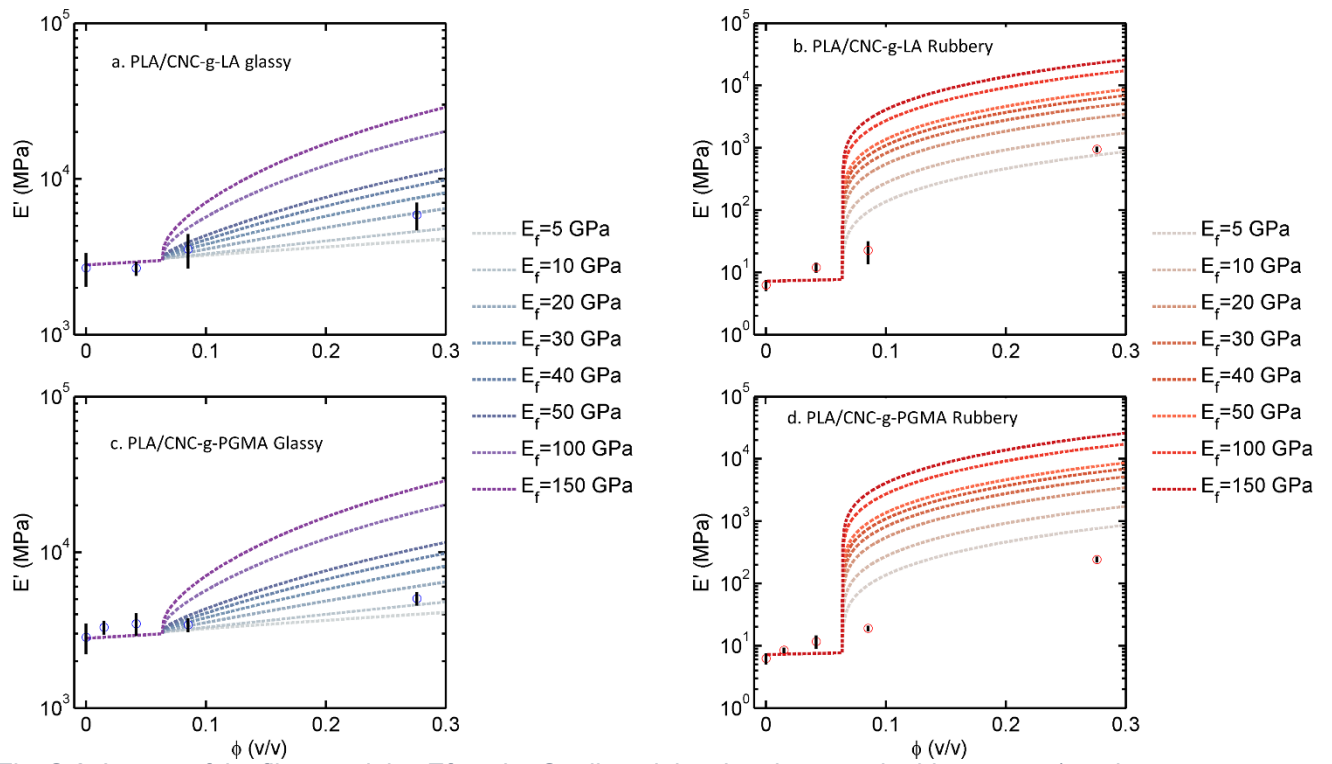 a. PLA/CNC-g-LA glassy
E' (MPa)
10^5
10^4
10^3
0 0.1 0.2 0.3
E_f=5 GPa
E_f=10 GPa
E_f=20 GPa
E_f=30 GPa
E_f=40 GPa
E_f=50 GPa
E_f=100 GPa
E_f=150 GPa
b. PLA/CNC-g-LA Rubbery
E' (MPa)
10^5
10^4
10^3
10^2
10^1
10^0
0 0.1 0.2 0.3
E_f=5 GPa
E_f=10 GPa
E_f=20 GPa
E_f=30 GPa
E_f=40 GPa
E_f=50 GPa
E_f=100 GPa
E_f=150 GPa
c. PLA/CNC-g-PGMA Glassy
E' (MPa)
10^5
10^4
10^3
0 0.1 0.2 0.3
ϕ (v/v)
d. PLA/CNC-g-PGMA Rubbery
E' (MPa)
10^5
10^4
10^3
10^2
10^1
10^0
0 0.1 0.2 0.3
ϕ (v/v)